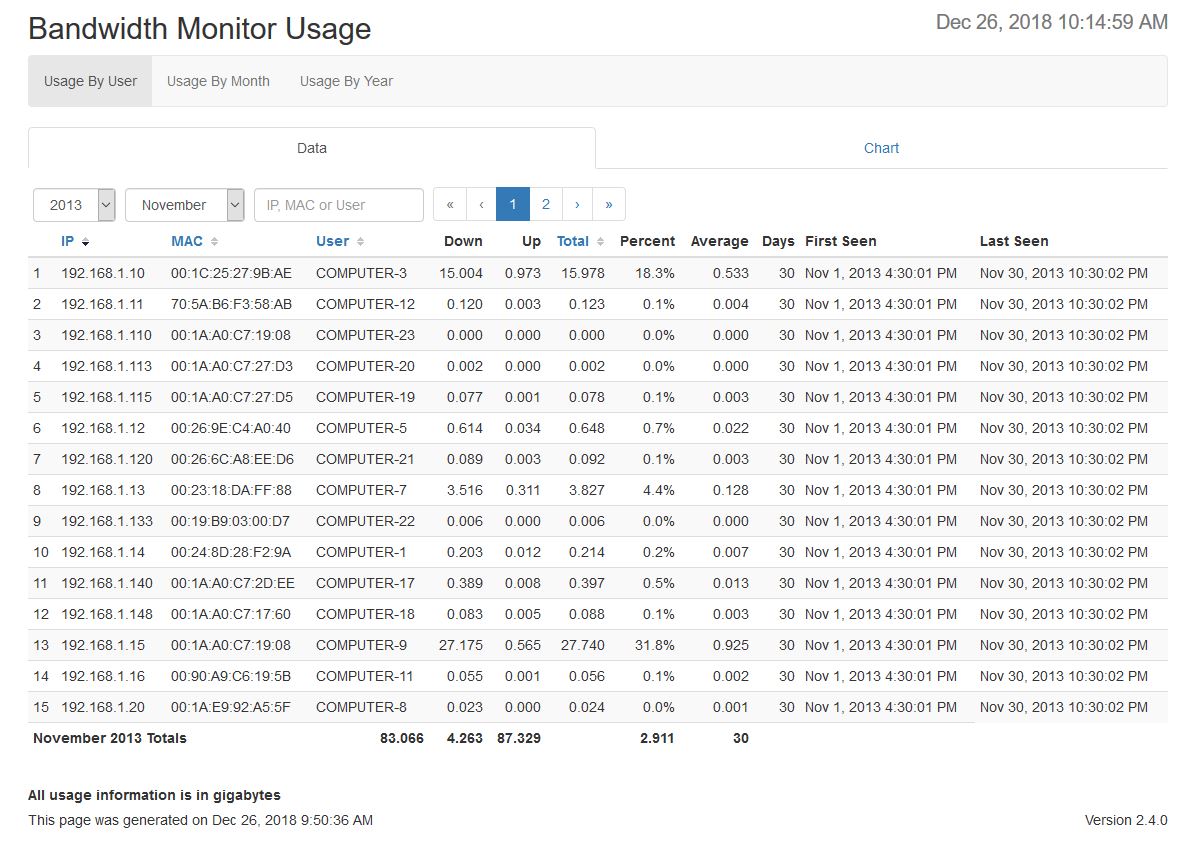 Bandwidth Monitor Usage
Dec 26, 2018 10:14:59 AM
Usage By User Usage By Month Usage By Year
Data Chart
2013 November IP, MAC or User « ‹ 1 2 › »
IP MAC User Down Up Total Percent Average Days First Seen Last Seen
1 192.168.1.10 00:1C:25:27:9B:AE COMPUTER-3 15.004 0.973 15.978 18.3% 0.533 30 Nov 1, 2013 4:30:01 PM Nov 30, 2013 10:30:02 PM
2 192.168.1.11 70:5A:B6:F3:58:AB COMPUTER-12 0.120 0.003 0.123 0.1% 0.004 30 Nov 1, 2013 4:30:01 PM Nov 30, 2013 10:30:02 PM
3 192.168.1.110 00:1A:A0:C7:19:08 COMPUTER-23 0.000 0.000 0.000 0.0% 0.000 30 Nov 1, 2013 4:30:01 PM Nov 30, 2013 10:30:02 PM
4 192.168.1.113 00:1A:A0:C7:27:D3 COMPUTER-20 0.002 0.000 0.002 0.0% 0.000 30 Nov 1, 2013 4:30:01 PM Nov 30, 2013 10:30:02 PM
5 192.168.1.115 00:1A:A0:C7:27:D5 COMPUTER-19 0.077 0.001 0.078 0.1% 0.003 30 Nov 1, 2013 4:30:01 PM Nov 30, 2013 10:30:02 PM
6 192.168.1.12 00:26:9E:C4:A0:40 COMPUTER-5 0.614 0.034 0.648 0.7% 0.022 30 Nov 1, 2013 4:30:01 PM Nov 30, 2013 10:30:02 PM
7 192.168.1.120 00:26:6C:A8:EE:D6 COMPUTER-21 0.089 0.003 0.092 0.1% 0.003 30 Nov 1, 2013 4:30:01 PM Nov 30, 2013 10:30:02 PM
8 192.168.1.13 00:23:18:DA:FF:88 COMPUTER-7 3.516 0.311 3.827 4.4% 0.128 30 Nov 1, 2013 4:30:01 PM Nov 30, 2013 10:30:02 PM
9 192.168.1.133 00:19:B9:03:00:D7 COMPUTER-22 0.006 0.000 0.006 0.0% 0.000 30 Nov 1, 2013 4:30:01 PM Nov 30, 2013 10:30:02 PM
10 192.168.1.14 00:24:8D:28:F2:9A COMPUTER-1 0.203 0.012 0.214 0.2% 0.007 30 Nov 1, 2013 4:30:01 PM Nov 30, 2013 10:30:02 PM
11 192.168.1.140 00:1A:A0:C7:2D:EE COMPUTER-17 0.389 0.008 0.397 0.5% 0.013 30 Nov 1, 2013 4:30:01 PM Nov 30, 2013 10:30:02 PM
12 192.168.1.148 00:1A:A0:C7:17:60 COMPUTER-18 0.083 0.005 0.088 0.1% 0.003 30 Nov 1, 2013 4:30:01 PM Nov 30, 2013 10:30:02 PM
13 192.168.1.15 00:1A:A0:C7:19:08 COMPUTER-9 27.175 0.565 27.740 31.8% 0.925 30 Nov 1, 2013 4:30:01 PM Nov 30, 2013 10:30:02 PM
14 192.168.1.16 00:90:A9:C6:19:5B COMPUTER-11 0.055 0.001 0.056 0.1% 0.002 30 Nov 1, 2013 4:30:01 PM Nov 30, 2013 10:30:02 PM
15 192.168.1.20 00:1A:E9:92:A5:5F COMPUTER-8 0.023 0.000 0.024 0.0% 0.001 30 Nov 1, 2013 4:30:01 PM Nov 30, 2013 10:30:02 PM
November 2013 Totals 83.066 4.263 87.329 2.911 30
All usage information is in gigabytes
This page was generated on Dec 26, 2018 9:50:36 AM Version 2.4.0